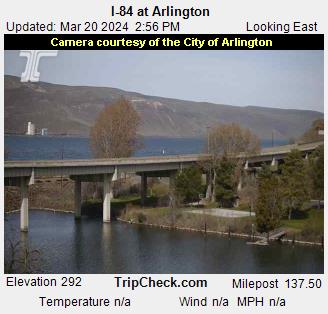 I-84 at Arlington
Updated: Mar 20 2024 2:56 PM Looking East
Camera courtesy of the City of Arlington
Elevation 292 TripCheck.com Milepost 137.50
Temperature n/a Wind n/a MPH n/a